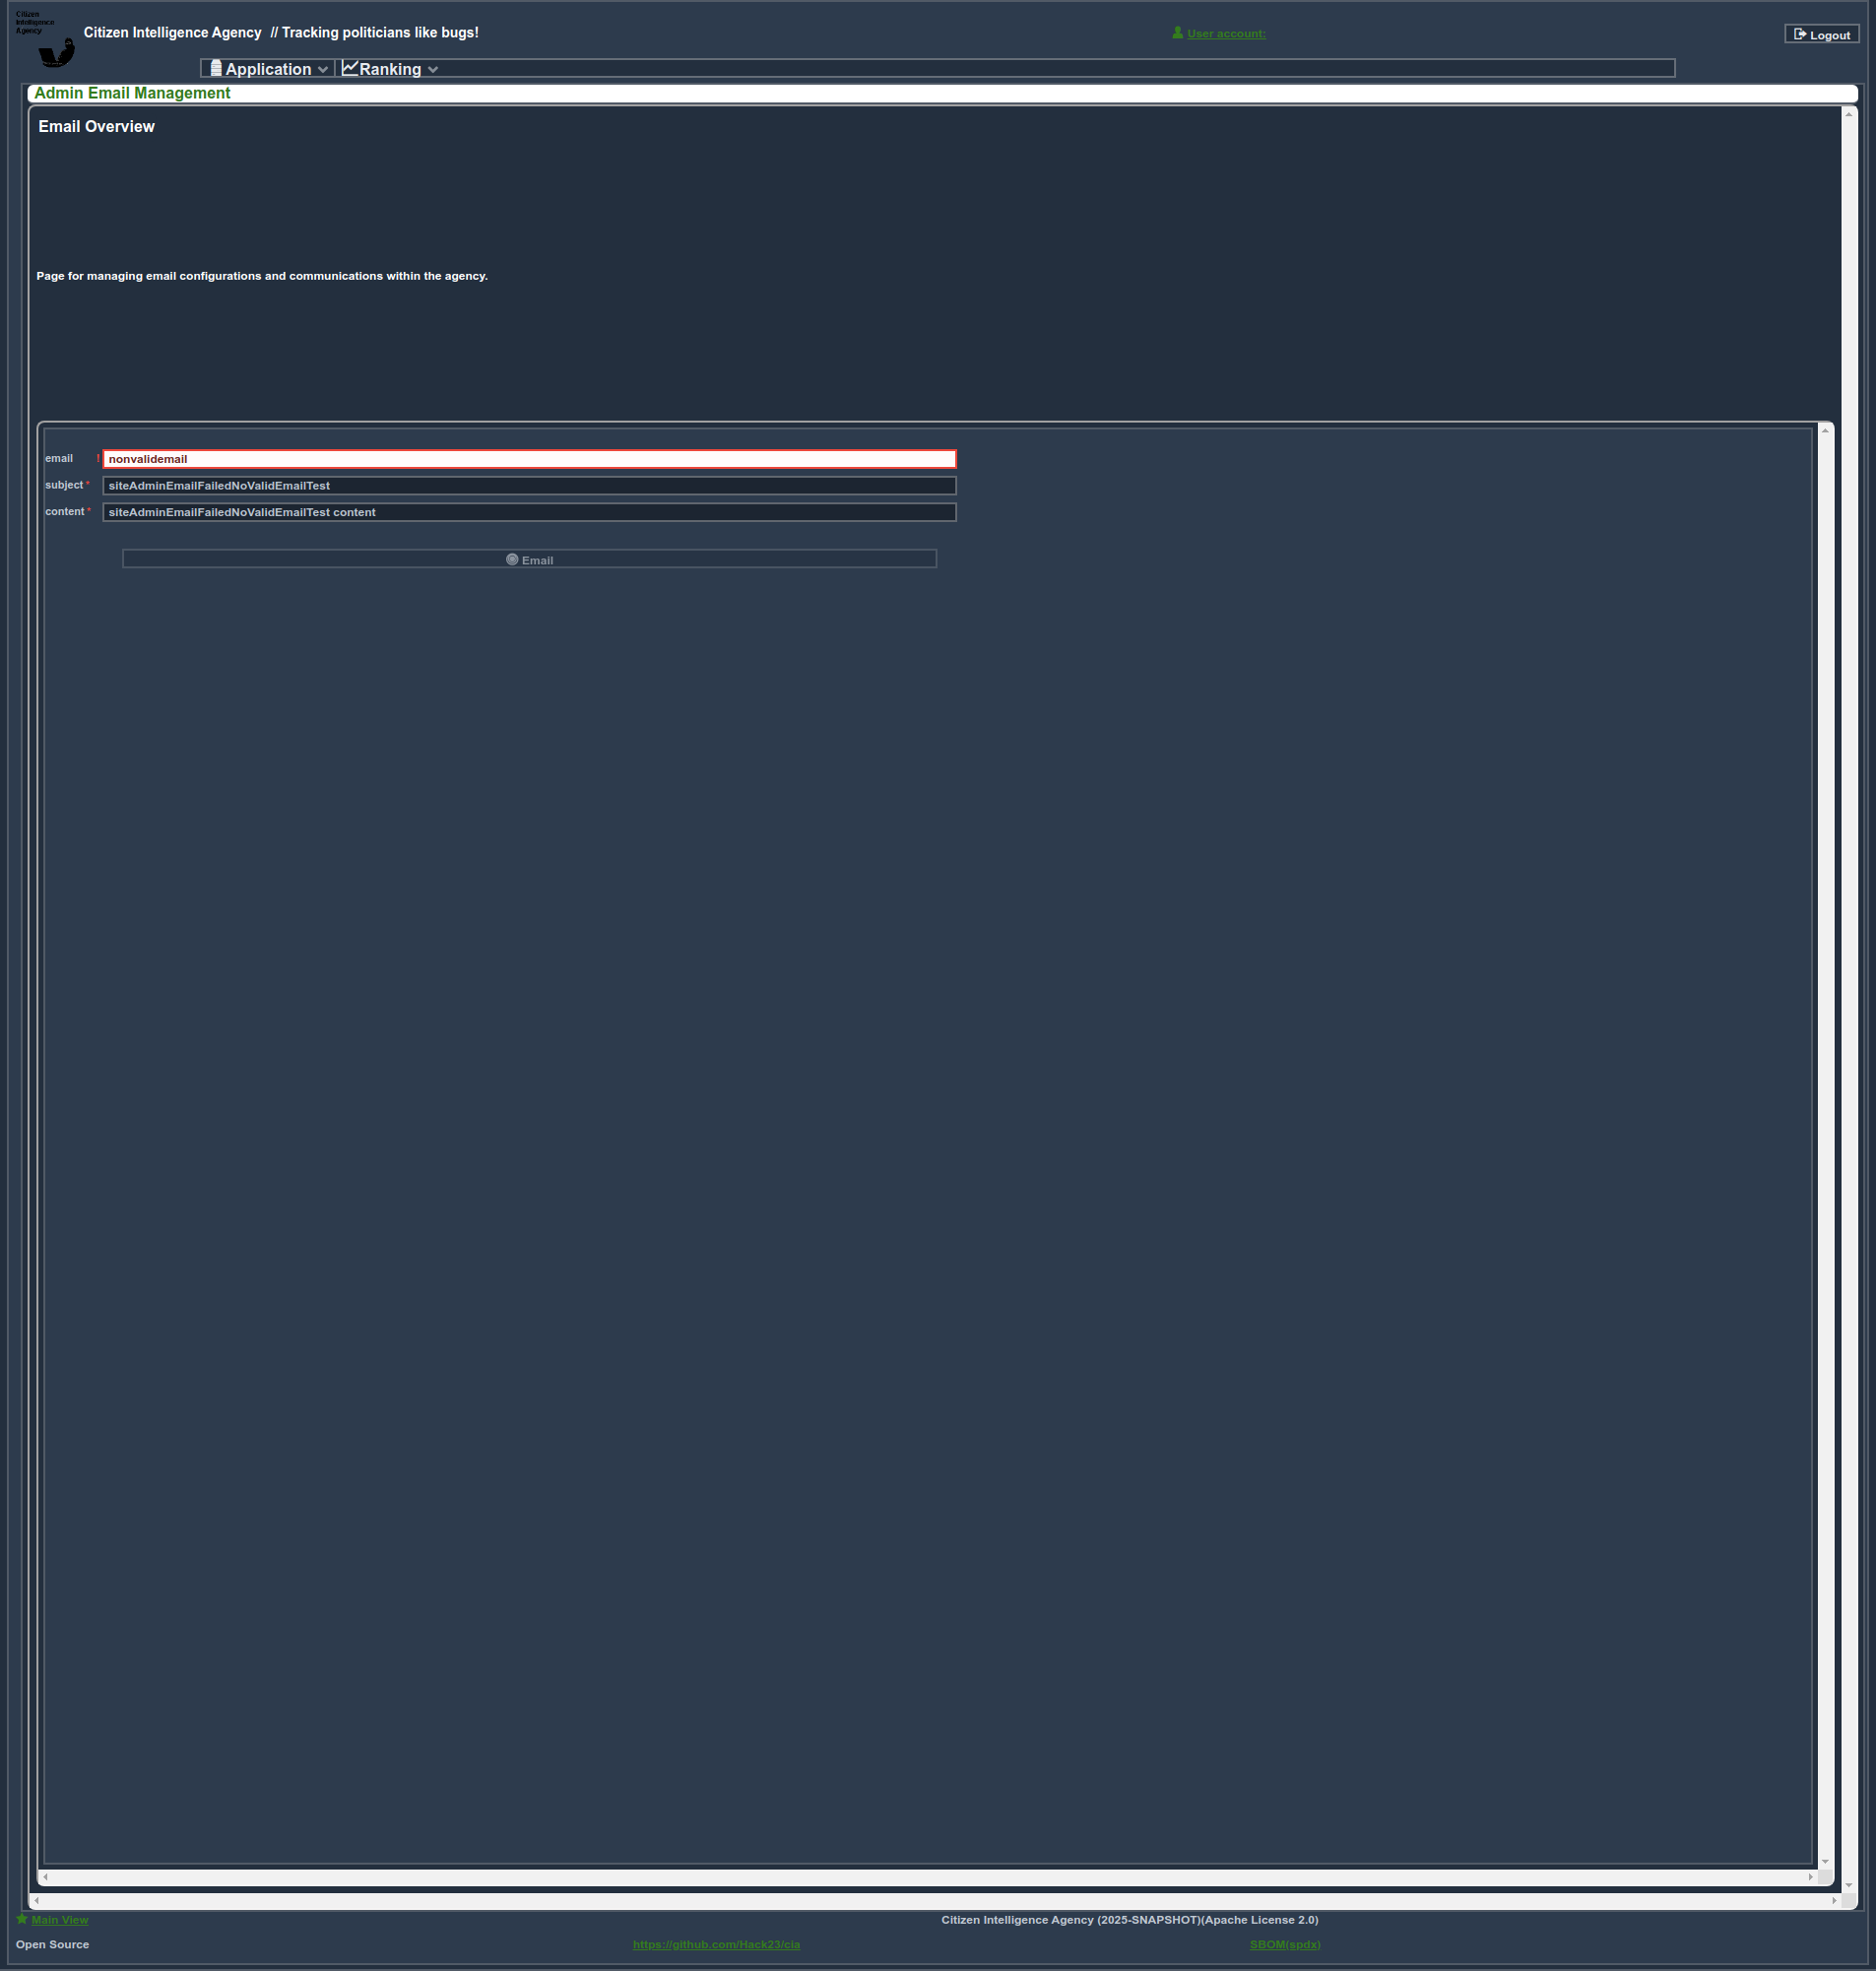 Citizen
Intelligence
Agency
Citizen Intelligence Agency // Tracking politicians like bugs!
User account:
Logout
Application
Ranking
Admin Email Management
Email Overview
Page for managing email configurations and communications within the agency.
email ! nonvalidemail
subject * siteAdminEmailFailedNoValidEmailTest
content * siteAdminEmailFailedNoValidEmailTest content
Email
Main View
Citizen Intelligence Agency (2025-SNAPSHOT)(Apache License 2.0)
Open Source
https://github.com/Hack23/cia
SBOM(spdx)